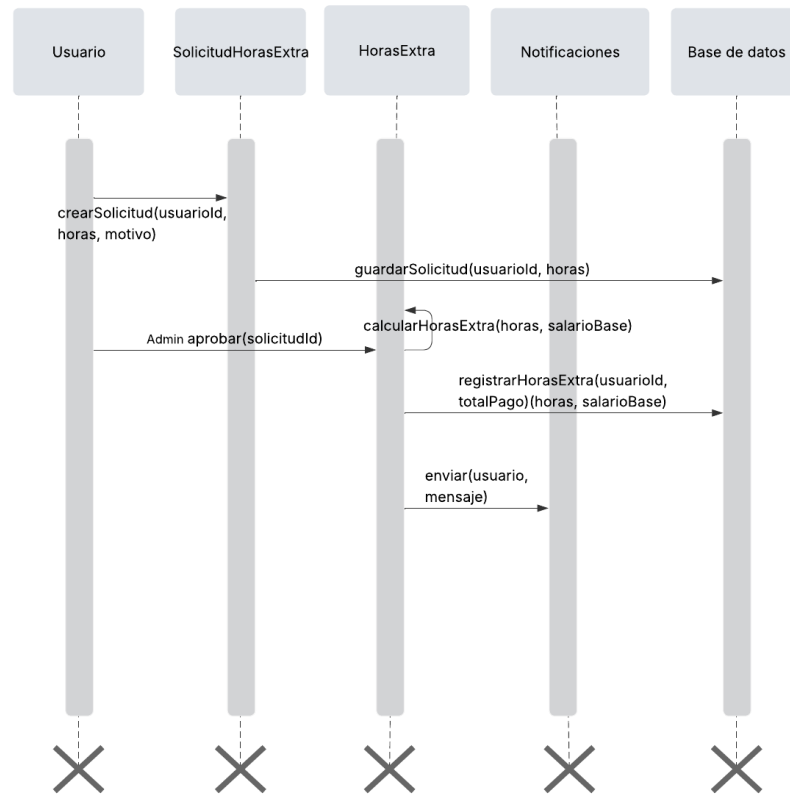 Usuario
SolicitudHorasExtra
HorasExtra
Notificaciones
Base de datos
crearSolicitud(usuarioId,
horas, motivo)
guardarSolicitud(usuarioId, horas)
calcularHorasExtra(horas, salarioBase)
Admin aprobar(solicitudId)
registrarHorasExtra(usuarioId,
totalPago)(horas, salarioBase)
enviar(usuario,
mensaje)